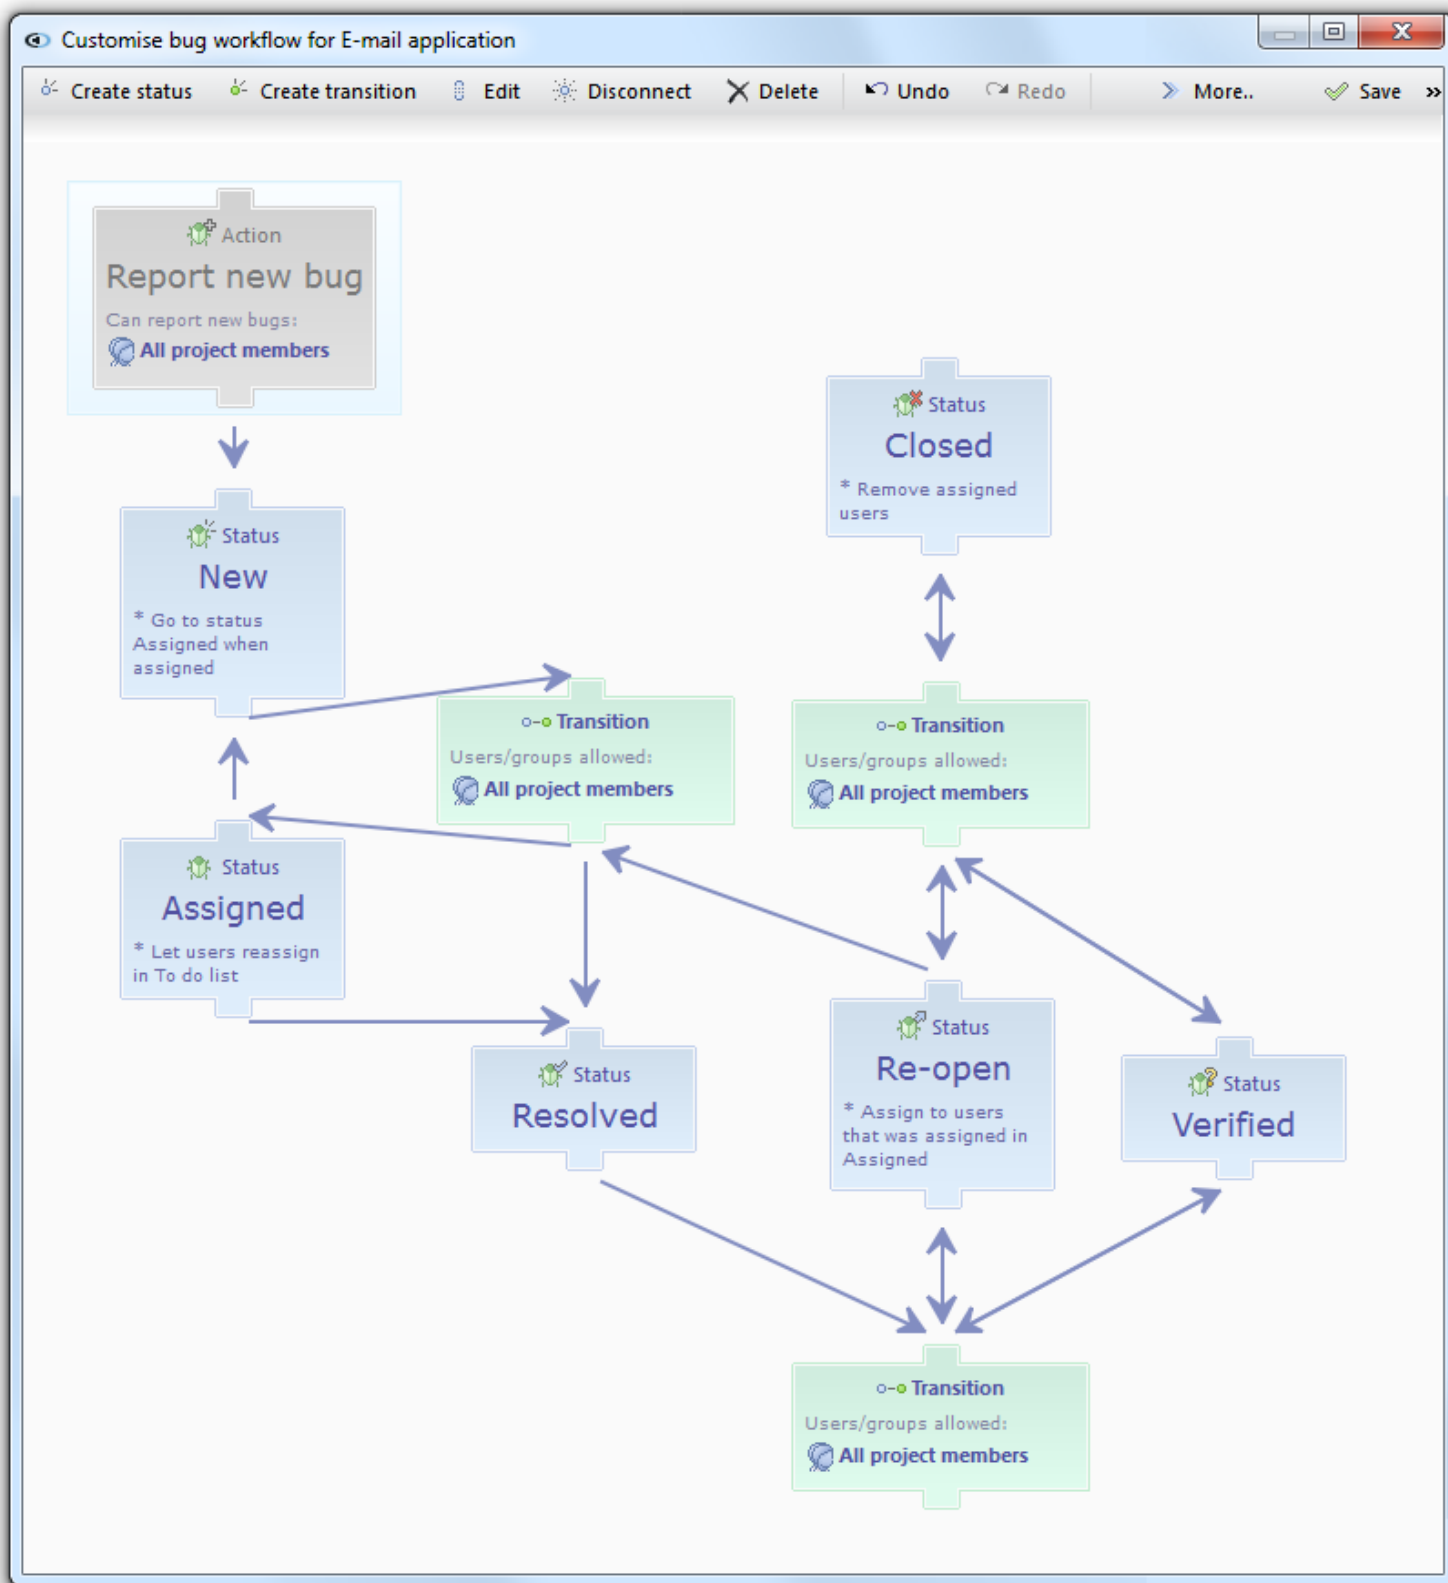 Customise bug workflow for E-mail application
Create status Create transition Edit Disconnect Delete Undo Redo More.. Save »
Action
Report new bug
Can report new bugs:
All project members
Status
Closed
* Remove assigned
users
Status
New
* Go to status
Assigned when
assigned
Transition
Users/groups allowed:
All project members
Transition
Users/groups allowed:
All project members
Status
Assigned
* Let users reassign
in To do list
Status
Resolved
Status
Re-open
* Assign to users
that was assigned in
Assigned
Status
Verified
Transition
Users/groups allowed:
All project members